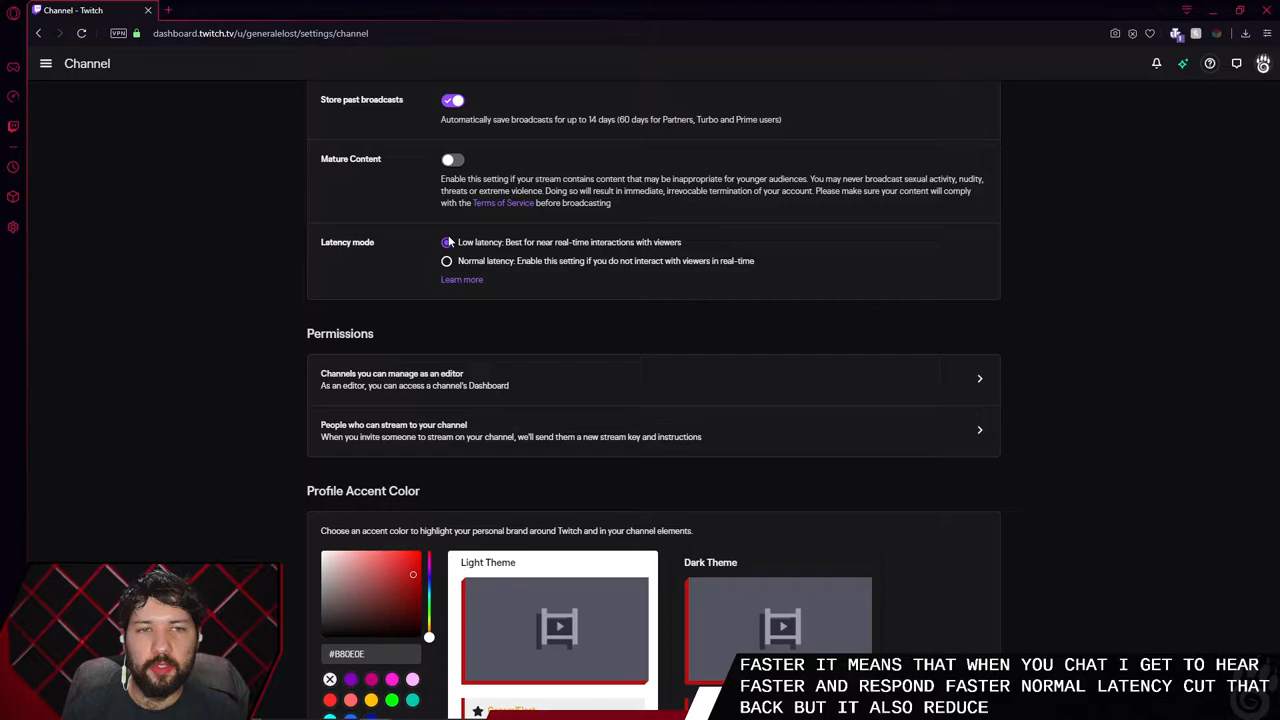 Channel - Twitch
VPN
dashboard.twitch.tv/u/generalelost/settings/channel
Channel
Store past broadcasts
Automatically save broadcasts for up to 14 days (60 days for Partners, Turbo and Prime users)
Mature Content
Enable this setting if your stream contains content that may be inappropriate for younger audiences. You may never broadcast sexual activity, nudity,
threats or extreme violence. Doing so will result in immediate, irrevocable termination of your account. Please make sure your content will comply
with the Terms of Service before broadcasting
Latency mode
Low latency: Best for near real-time interactions with viewers
Normal latency: Enable this setting if you do not interact with viewers in real-time
Learn more
Permissions
Channels you can manage as an editor
As an editor, you can access a channel's Dashboard
People who can stream to your channel
When you invite someone to stream on your channel, we'll send them a new stream key and instructions
Profile Accent Color
Choose an accent color to highlight your personal brand around Twitch and in your channel elements.
Light Theme
Dark Theme
#B80E0E
FASTER IT MEANS THAT WHEN YOU CHAT I GET TO HEAR
FASTER AND RESPOND FASTER NORMAL LATENCY CUT THAT
BACK BUT IT ALSO REDUCE